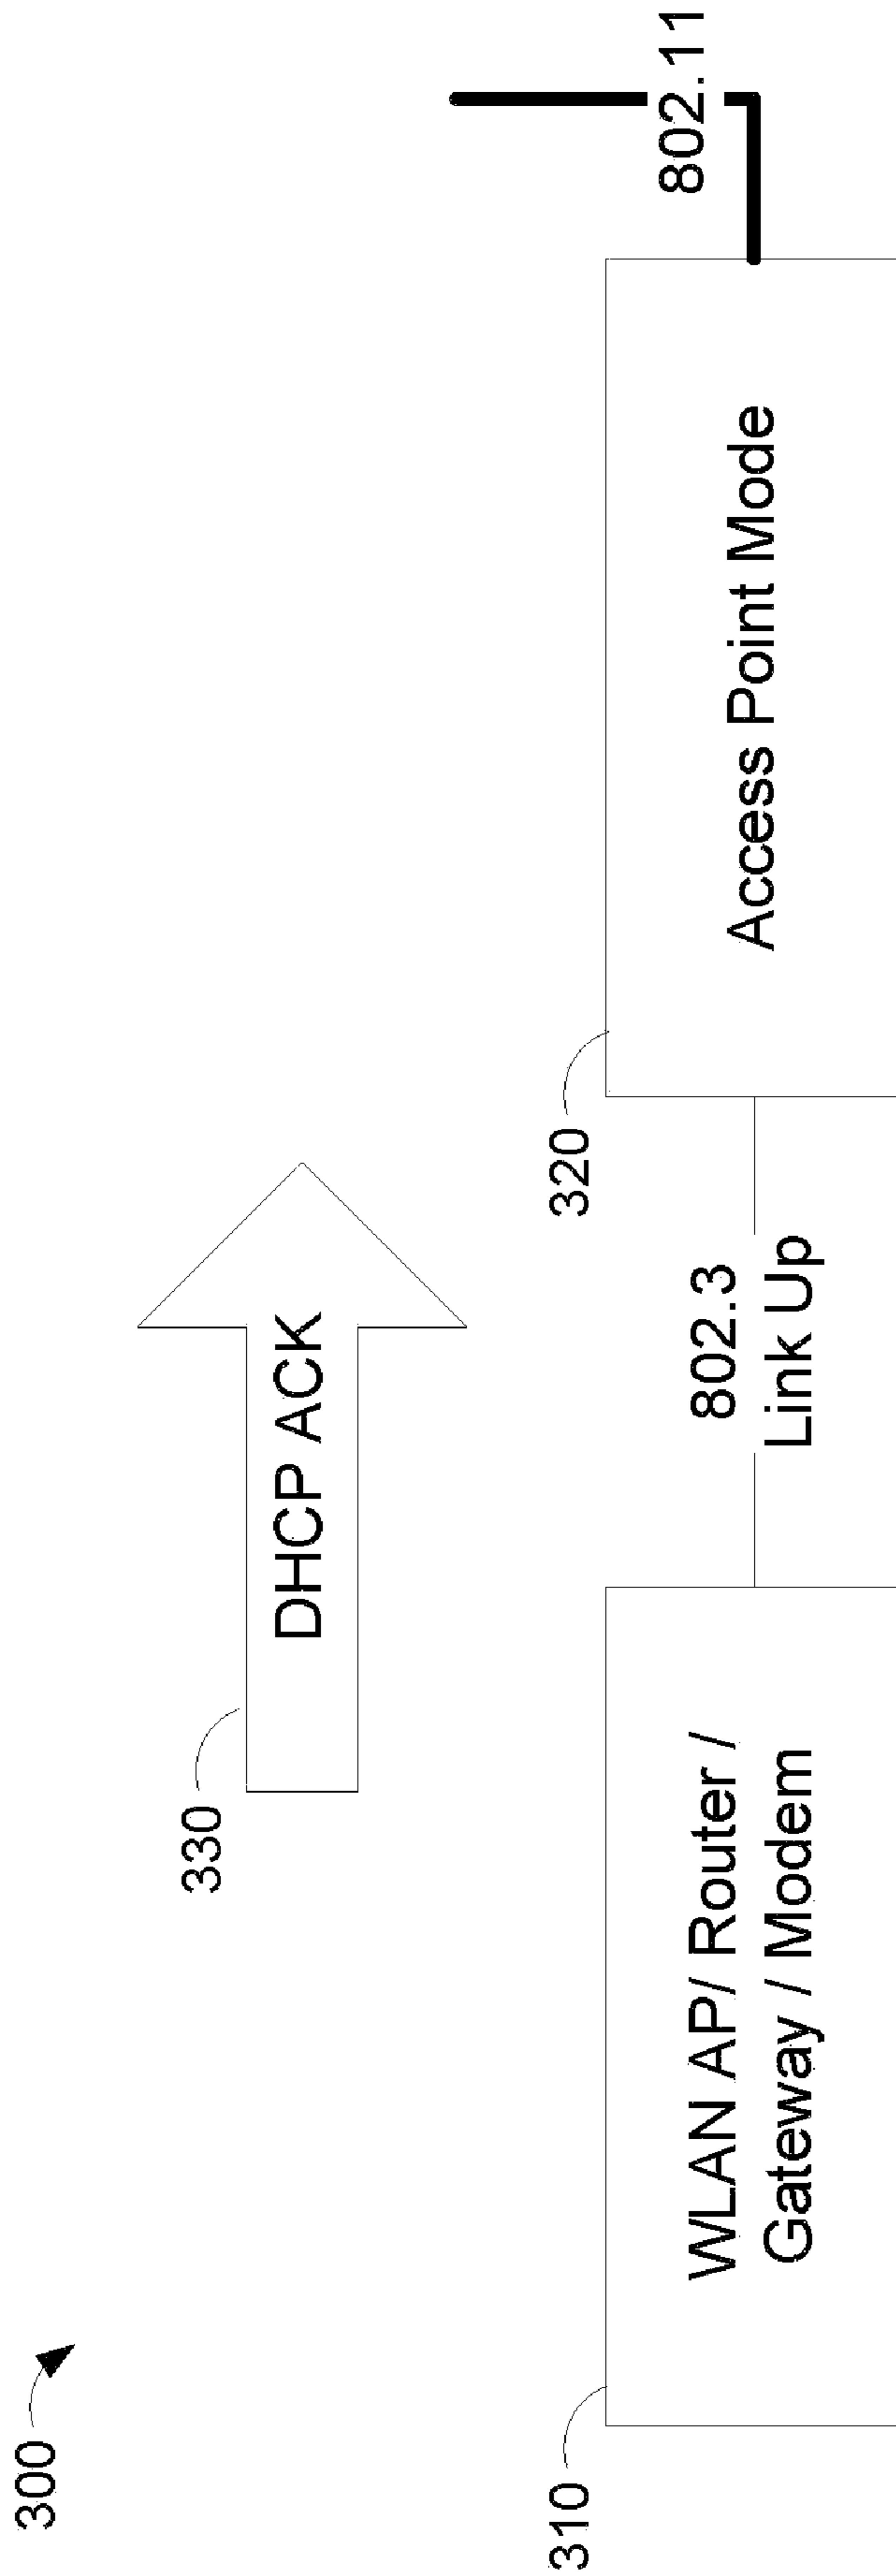 300
330
DHCP ACK
802.11
310
320
WLAN AP/ Router /
Gateway / Modem
802.3
Link Up
Access Point Mode